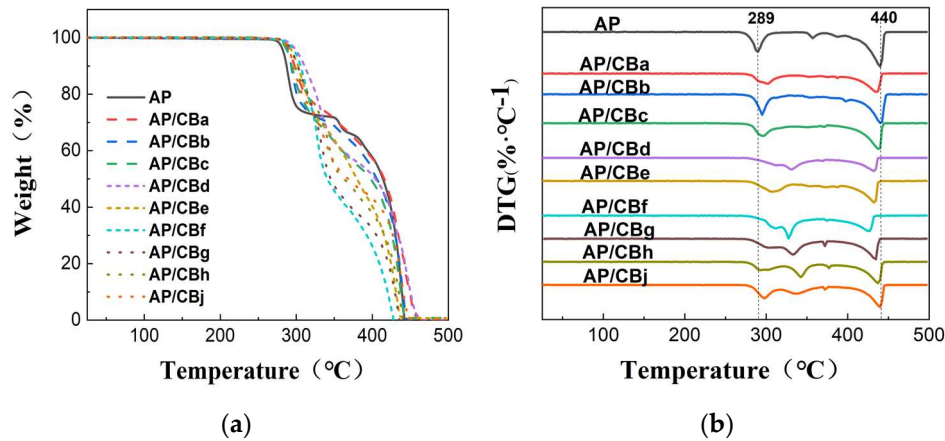 Weight (%)
100
80
60
40
20
0
AP
AP/CBa
AP/CBb
AP/CBc
AP/CBd
AP/CBe
AP/CBf
AP/CBg
AP/CBh
AP/CBj
100
200
300
400
500
Temperature（℃）
(a)
DTG(%·℃-1)
289
440
AP
AP/CBa
AP/CBb
AP/CBc
AP/CBd
AP/CBe
AP/CBf
AP/CBg
AP/CBh
AP/CBj
100
200
300
400
500
Temperature（℃）
(b)